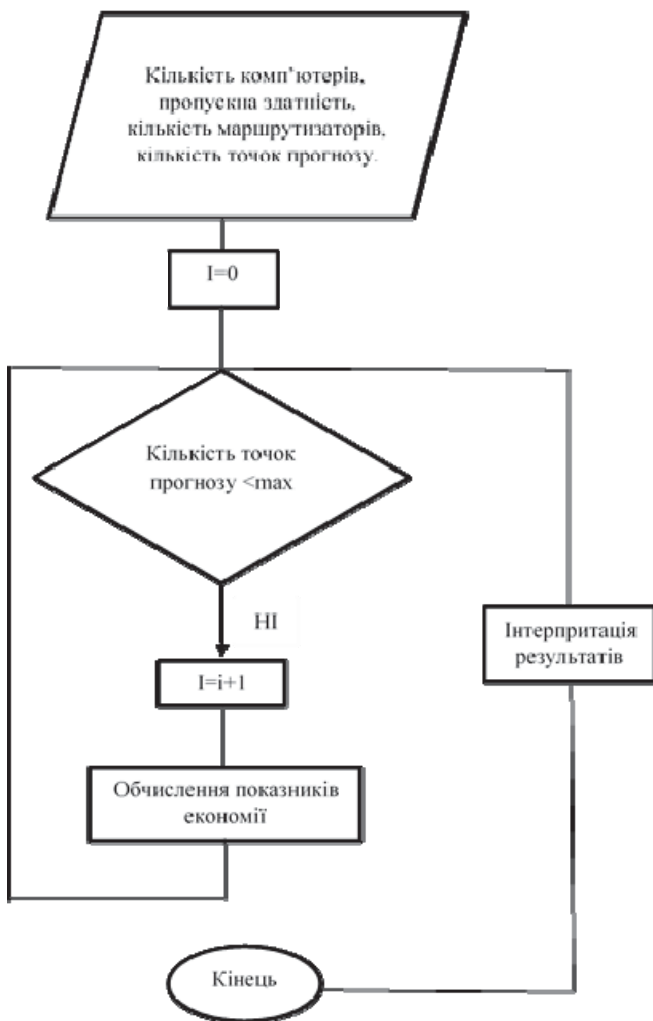 Кількість комп’ютерів,
пропускна здатність,
кількість маршрутизаторів,
кількість точок прогнозу.
I=0
Кількість точок
прогнозу <max
НІ
I=i+1
Обчислення показників
економії
Інтерпритація
результатів
Кінець